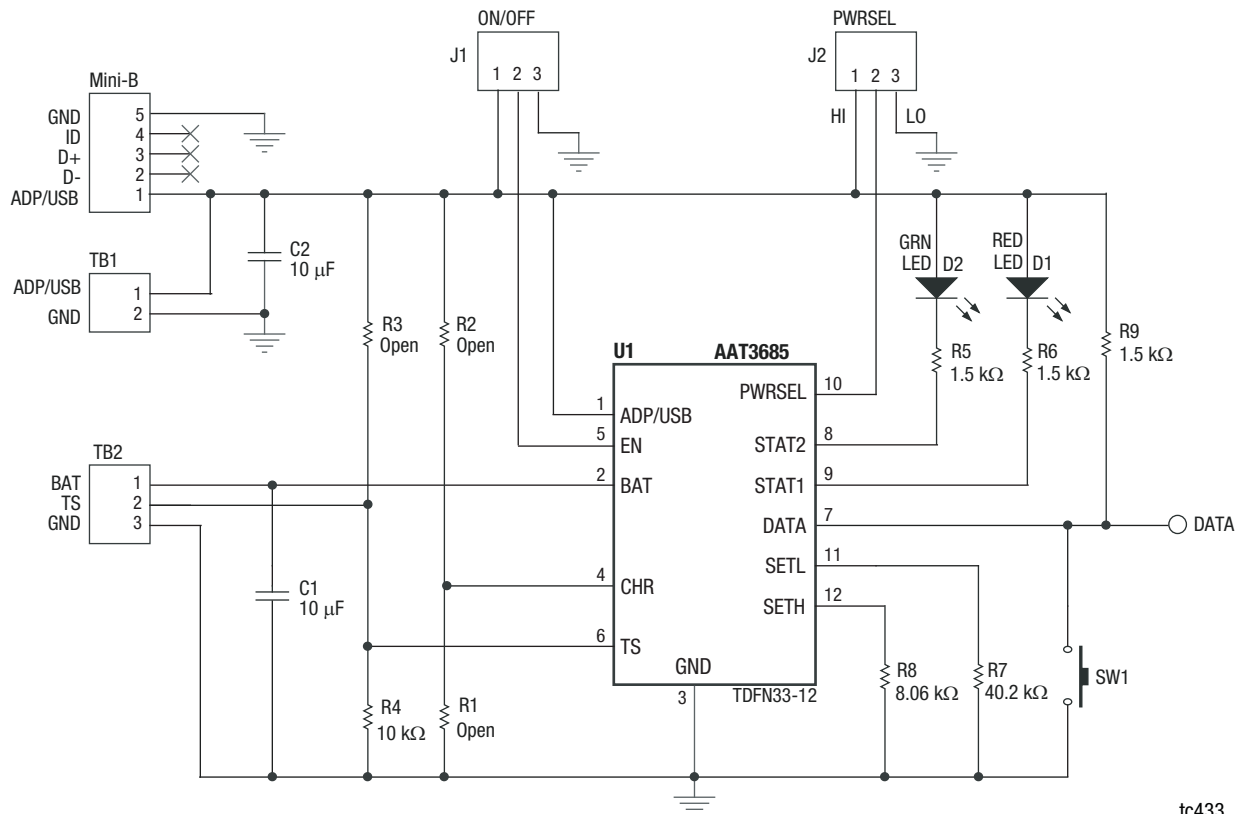 ON/OFF
J1
1 2 3
PWRSEL
J2
1 2 3
HI
LO
Mini-B
GND 5
ID 4
D+ 3
D- 2
ADP/USB 1
TB1
ADP/USB 1
GND 2
C2
10 μF
R3
Open
R2
Open
GRN
LED D2
RED
LED D1
R5
1.5 kΩ
R6
1.5 kΩ
R9
1.5 kΩ
U1 AAT3685
1 ADP/USB
5 EN
2 BAT
4 CHR
6 TS
GND
3
TDFN33-12
PWRSEL 10
STAT2 8
STAT1 9
DATA 7
SETL 11
SETH 12
DATA
TB2
BAT 1
TS 2
GND 3
C1
10 μF
R4
10 kΩ
R1
Open
R8
8.06 kΩ
R7
40.2 kΩ
SW1
tc433